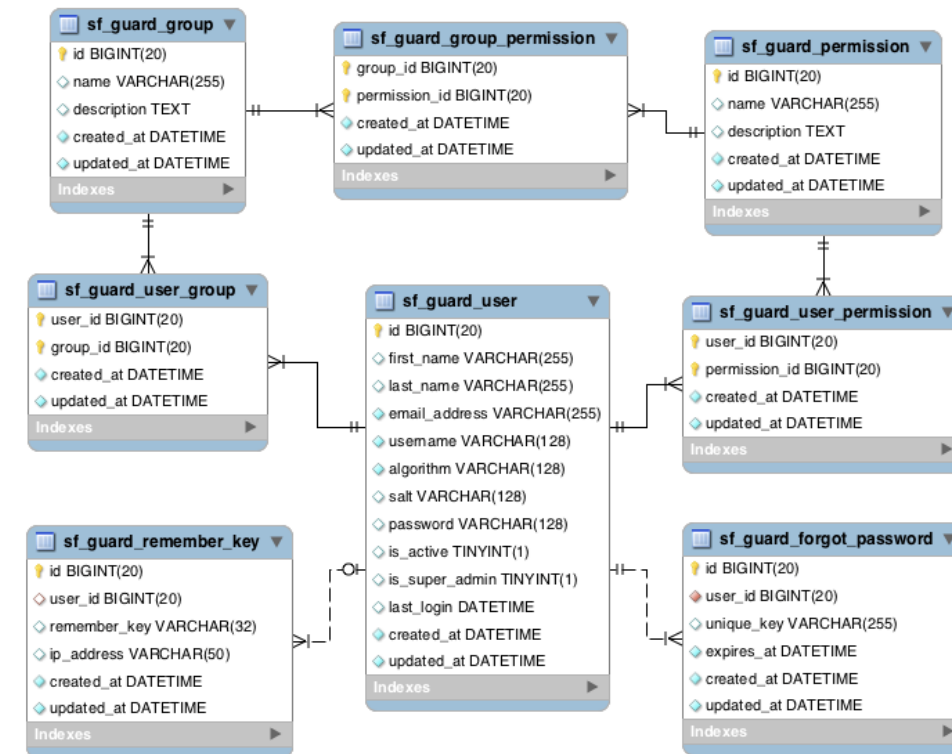 sf_guard_group
id BIGINT(20)
name VARCHAR(255)
description TEXT
created_at DATETIME
updated_at DATETIME
Indexes
sf_guard_group_permission
group_id BIGINT(20)
permission_id BIGINT(20)
created_at DATETIME
updated_at DATETIME
Indexes
sf_guard_permission
id BIGINT(20)
name VARCHAR(255)
description TEXT
created_at DATETIME
updated_at DATETIME
Indexes
sf_guard_user_group
user_id BIGINT(20)
group_id BIGINT(20)
created_at DATETIME
updated_at DATETIME
Indexes
sf_guard_user
id BIGINT(20)
first_name VARCHAR(255)
last_name VARCHAR(255)
email_address VARCHAR(255)
username VARCHAR(128)
algorithm VARCHAR(128)
salt VARCHAR(128)
password VARCHAR(128)
is_active TINYINT(1)
is_super_admin TINYINT(1)
last_login DATETIME
created_at DATETIME
updated_at DATETIME
Indexes
sf_guard_user_permission
user_id BIGINT(20)
permission_id BIGINT(20)
created_at DATETIME
updated_at DATETIME
Indexes
sf_guard_remember_key
id BIGINT(20)
user_id BIGINT(20)
remember_key VARCHAR(32)
ip_address VARCHAR(50)
created_at DATETIME
updated_at DATETIME
Indexes
sf_guard_forgot_password
id BIGINT(20)
user_id BIGINT(20)
unique_key VARCHAR(255)
expires_at DATETIME
created_at DATETIME
updated_at DATETIME
Indexes